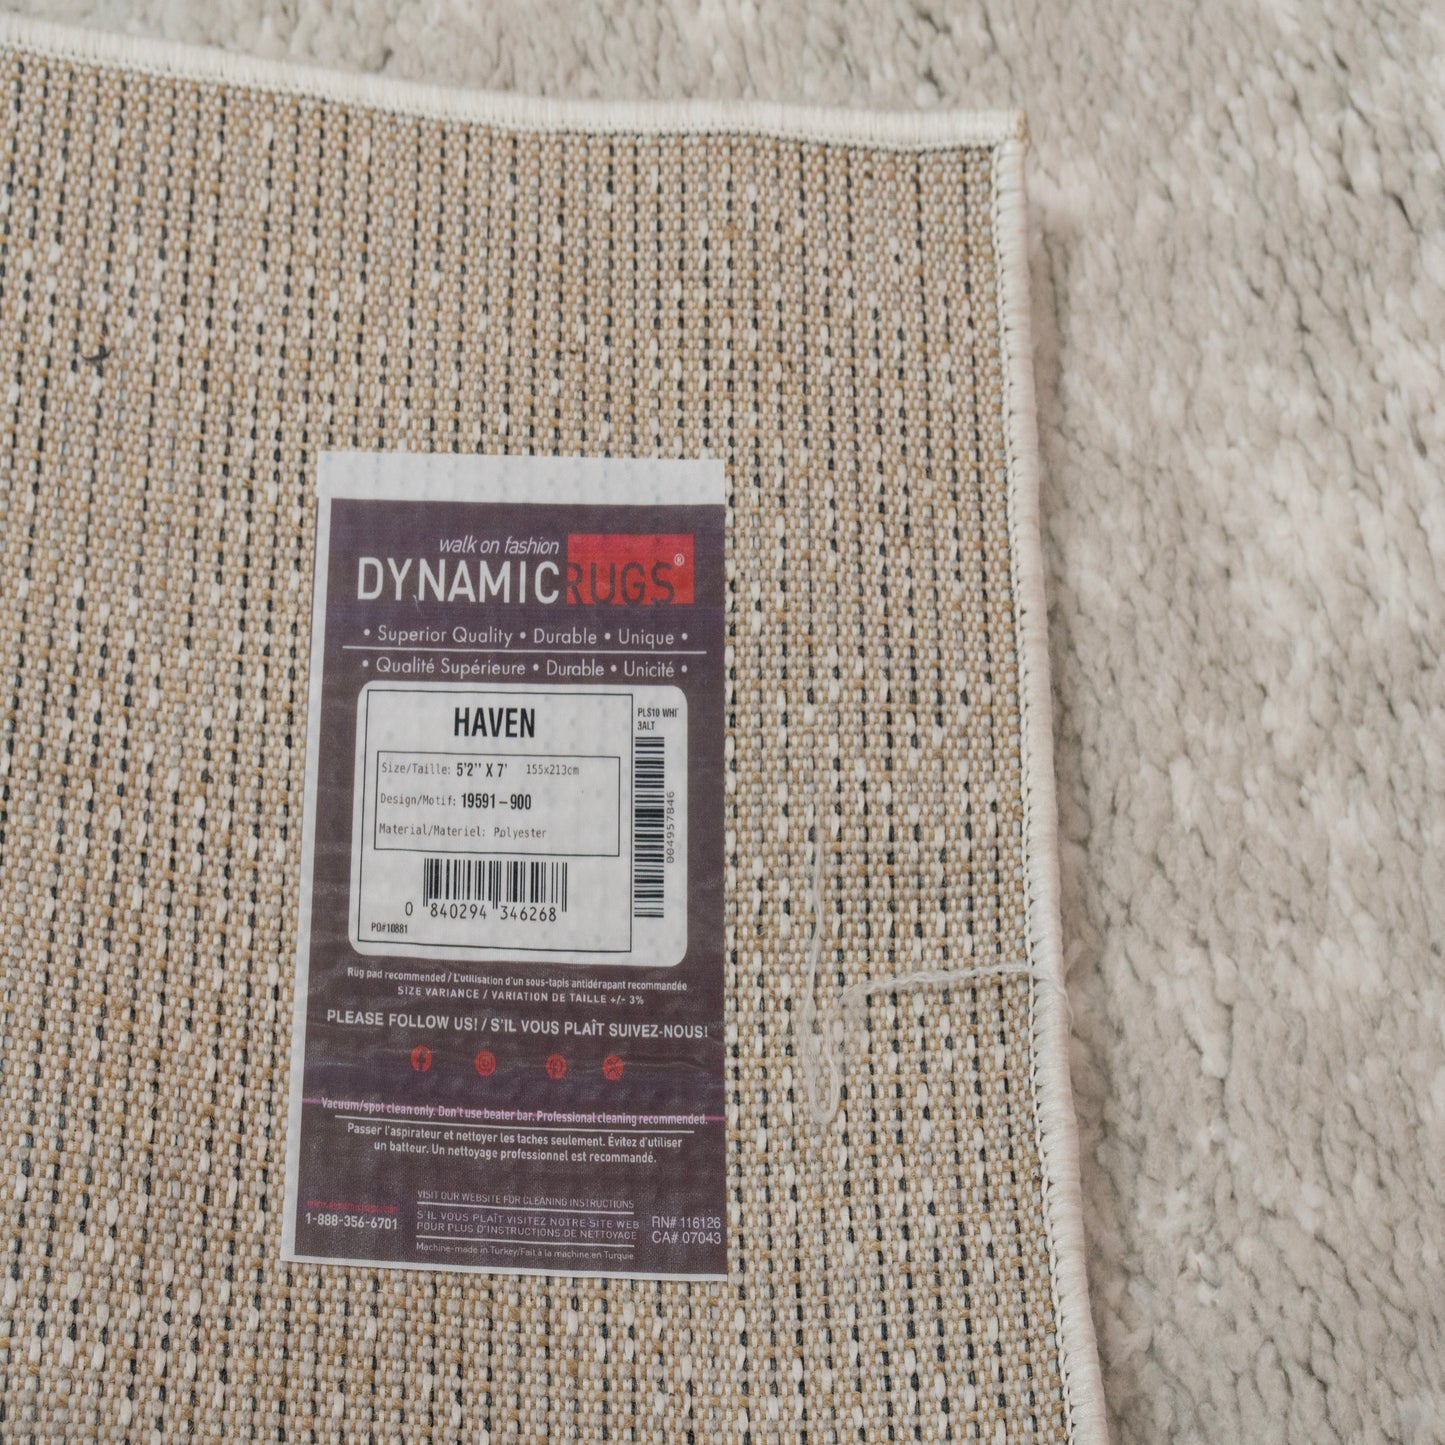 walk on fashion
DYNAMICRUGS®
• Superior Quality • Durable • Unique •
• Qualité Supérieure • Durable • Unicité •
HAVEN
Size/Taille: 5'2'' X 7' 155x213cm
Design/Motif: 19591-900
Material/Materiel: Polyester
0 840294 346268
PO#10881
PLS10 WHI
3ALT
004957846
Rug pad recommended / L'utilisation d'un sous-tapis antidérapant recommandée
SIZE VARIANCE / VARIATION DE TAILLE +/- 3%
PLEASE FOLLOW US! / S'IL VOUS PLAÎT SUIVEZ-NOUS!
Vacuum/spot clean only. Don't use beater bar. Professional cleaning recommended.
Passer l'aspirateur et nettoyer les taches seulement. Évitez d'utiliser
un batteur. Un nettoyage professionnel est recommandé.
1-888-356-6701
VISIT OUR WEBSITE FOR CLEANING INSTRUCTIONS
S'IL VOUS PLAÎT VISITEZ NOTRE SITE WEB
POUR PLUS D'INSTRUCTIONS DE NETTOYAGE
Machine-made in Turkey/Fait à la machine en Turquie
RN# 116126
CA# 07043